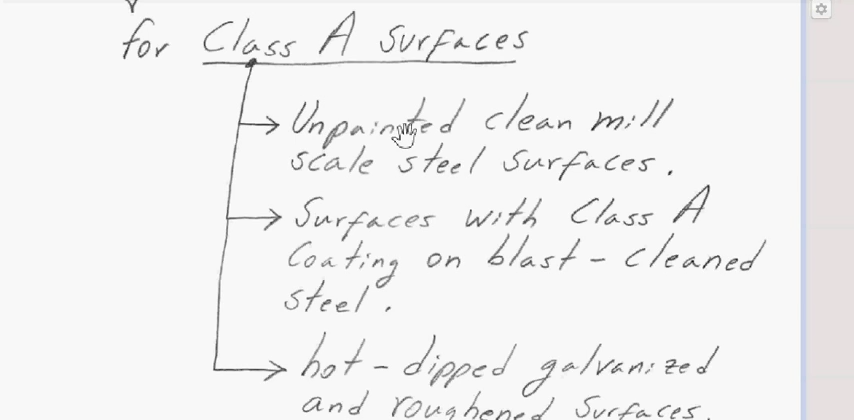 for Class A Surfaces
Unpainted clean mill
scale steel surfaces.
Surfaces with Class A
Coating on blast-cleaned
steel.
hot-dipped galvanized
and roughened Surfaces.